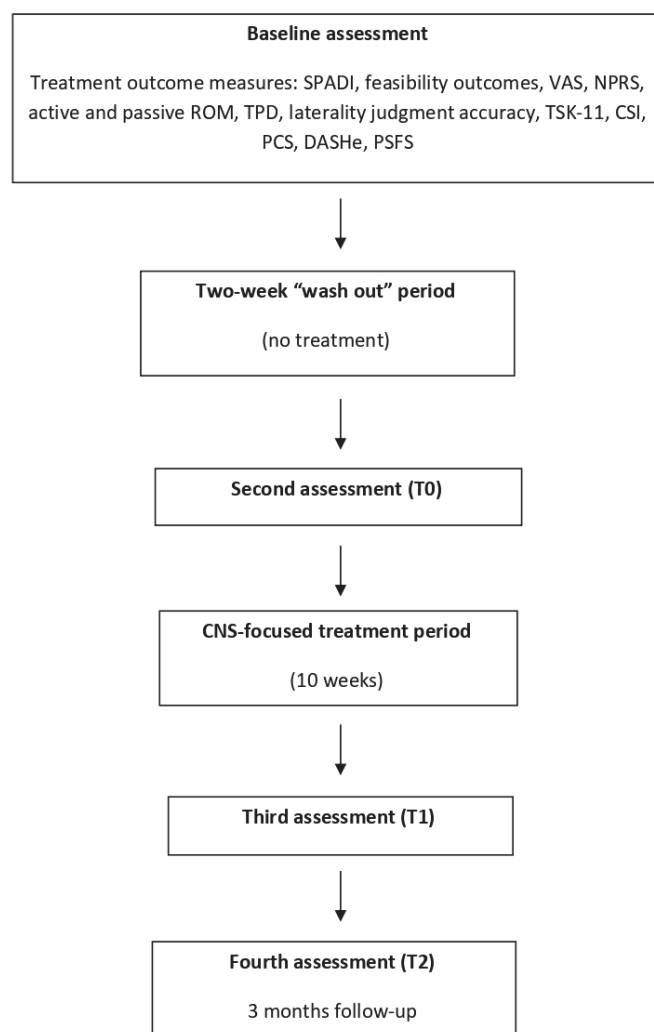 Baseline assessment
Treatment outcome measures: SPADI, feasibility outcomes, VAS, NPRS,
active and passive ROM, TPD, laterality judgment accuracy, TSK-11, CSI,
PCS, DASHe, PSFS
Two-week “wash out” period
(no treatment)
Second assessment (T0)
CNS-focused treatment period
(10 weeks)
Third assessment (T1)
Fourth assessment (T2)
3 months follow-up